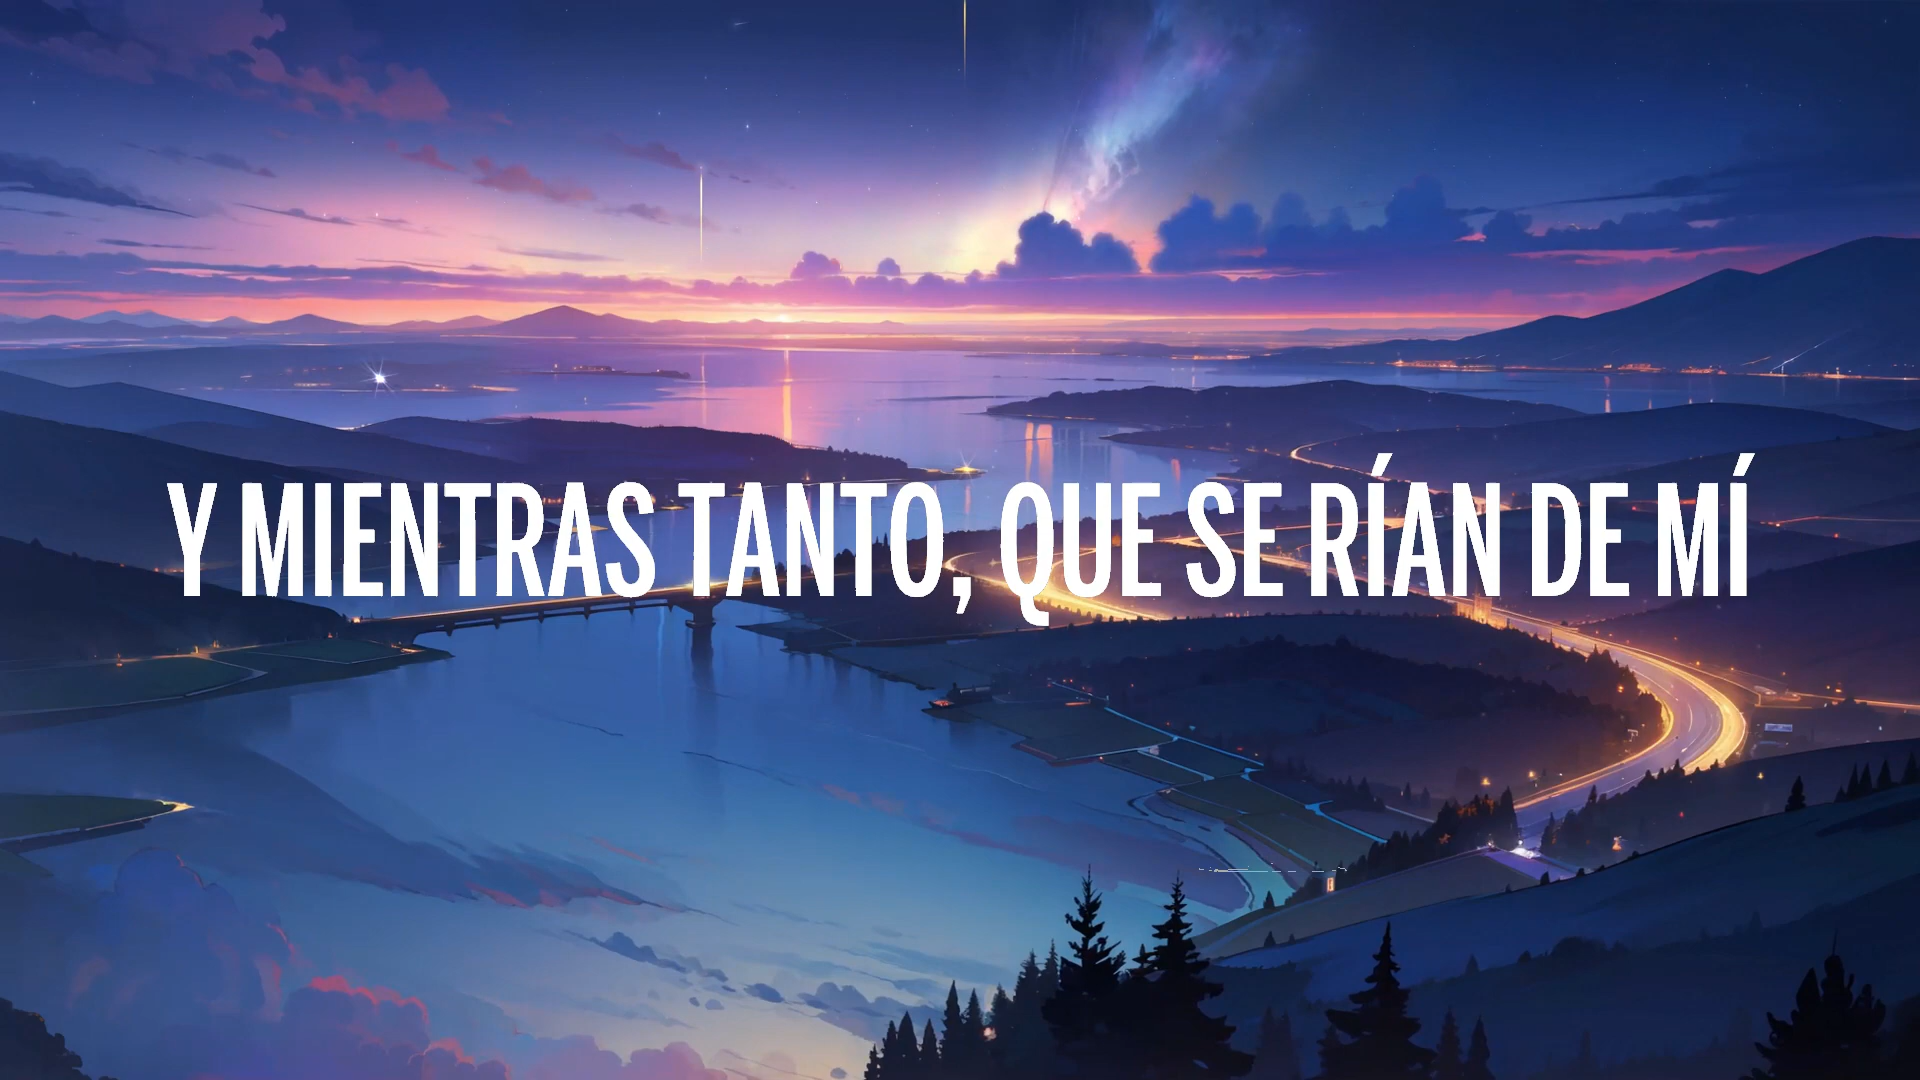 Y MIENTRAS TANTO, QUE SE RÍAN DE MÍ